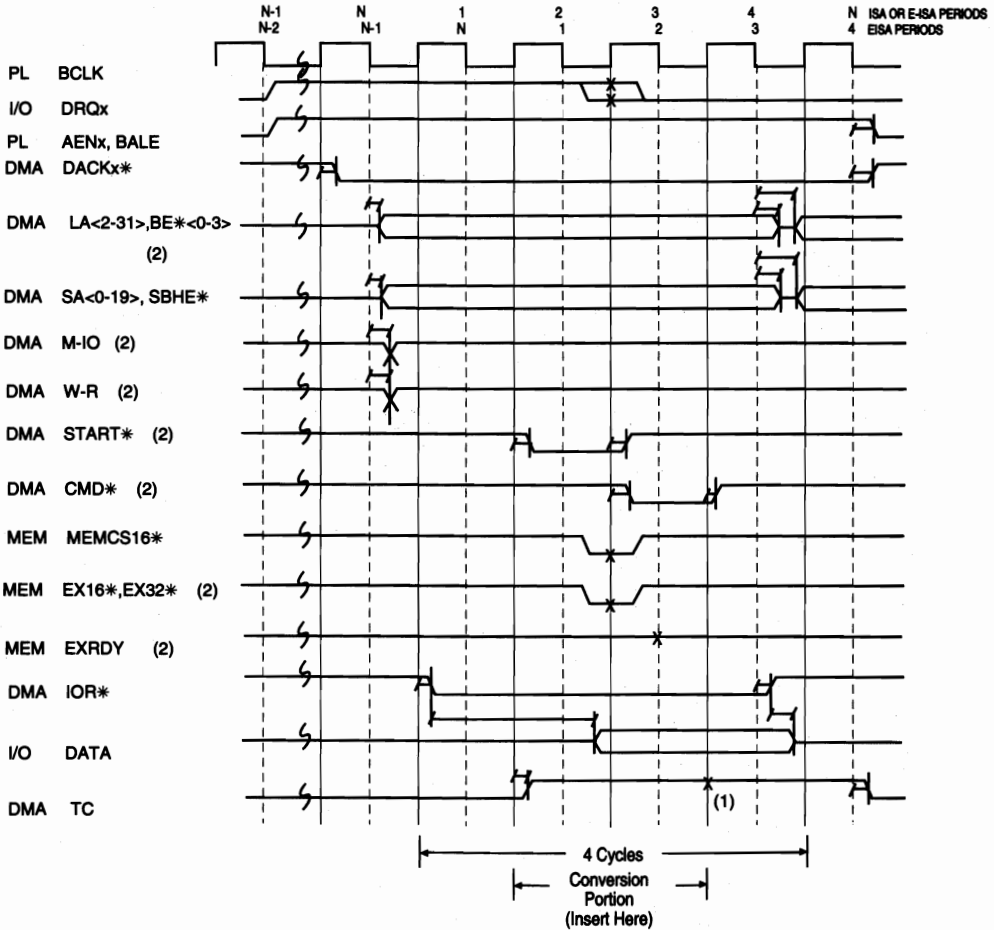 N-1 N 1 2 3 4 N ISA OR E-ISA PERIODS
N-2 N-1 N 1 2 3 4 EISA PERIODS
PL BCLK
I/O DRQx
PL AENx, BALE
DMA DACKx*
DMA LA<2-31>,BE*<0-3>
(2)
DMA SA<0-19>, SBHE*
DMA M-IO (2)
DMA W-R (2)
DMA START* (2)
DMA CMD* (2)
MEM MEMCS16*
MEM EX16*,EX32* (2)
MEM EXRDY (2)
DMA IOR*
I/O DATA
DMA TC
(1)
4 Cycles
Conversion
Portion
(Insert Here)